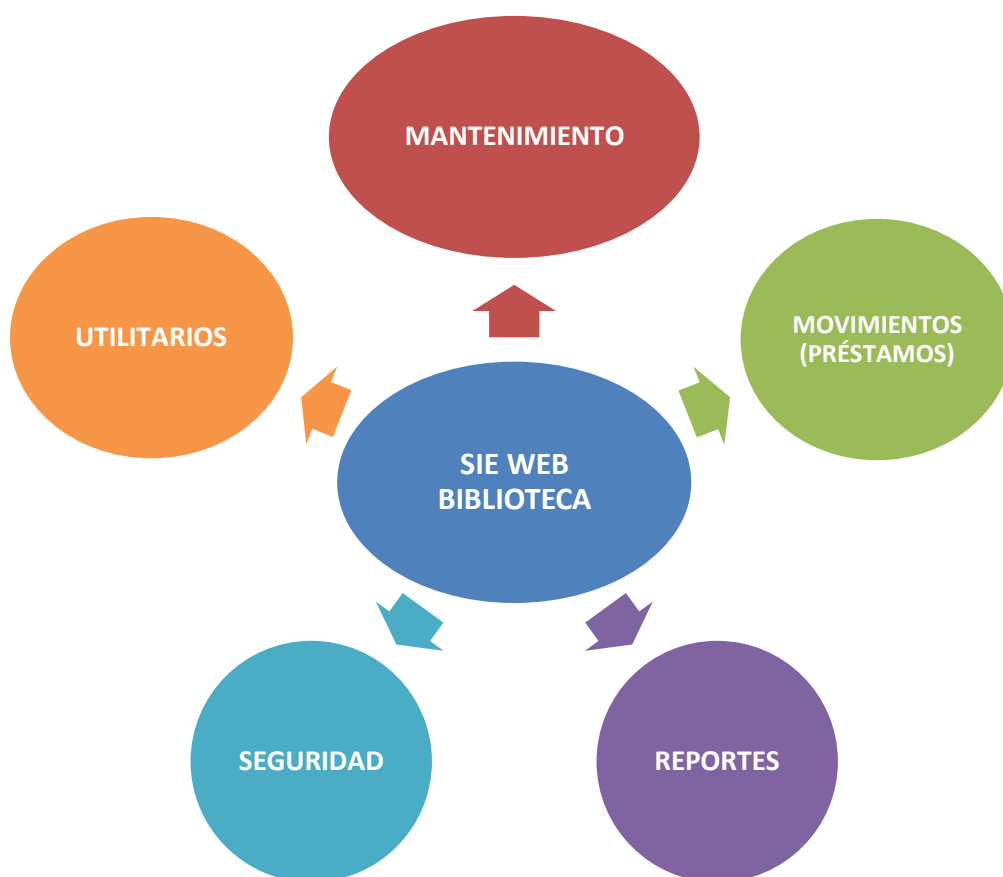 MANTENIMIENTO
UTILITARIOS
MOVIMIENTOS
(PRÉSTAMOS)
SIE WEB
BIBLIOTECA
SEGURIDAD
REPORTES